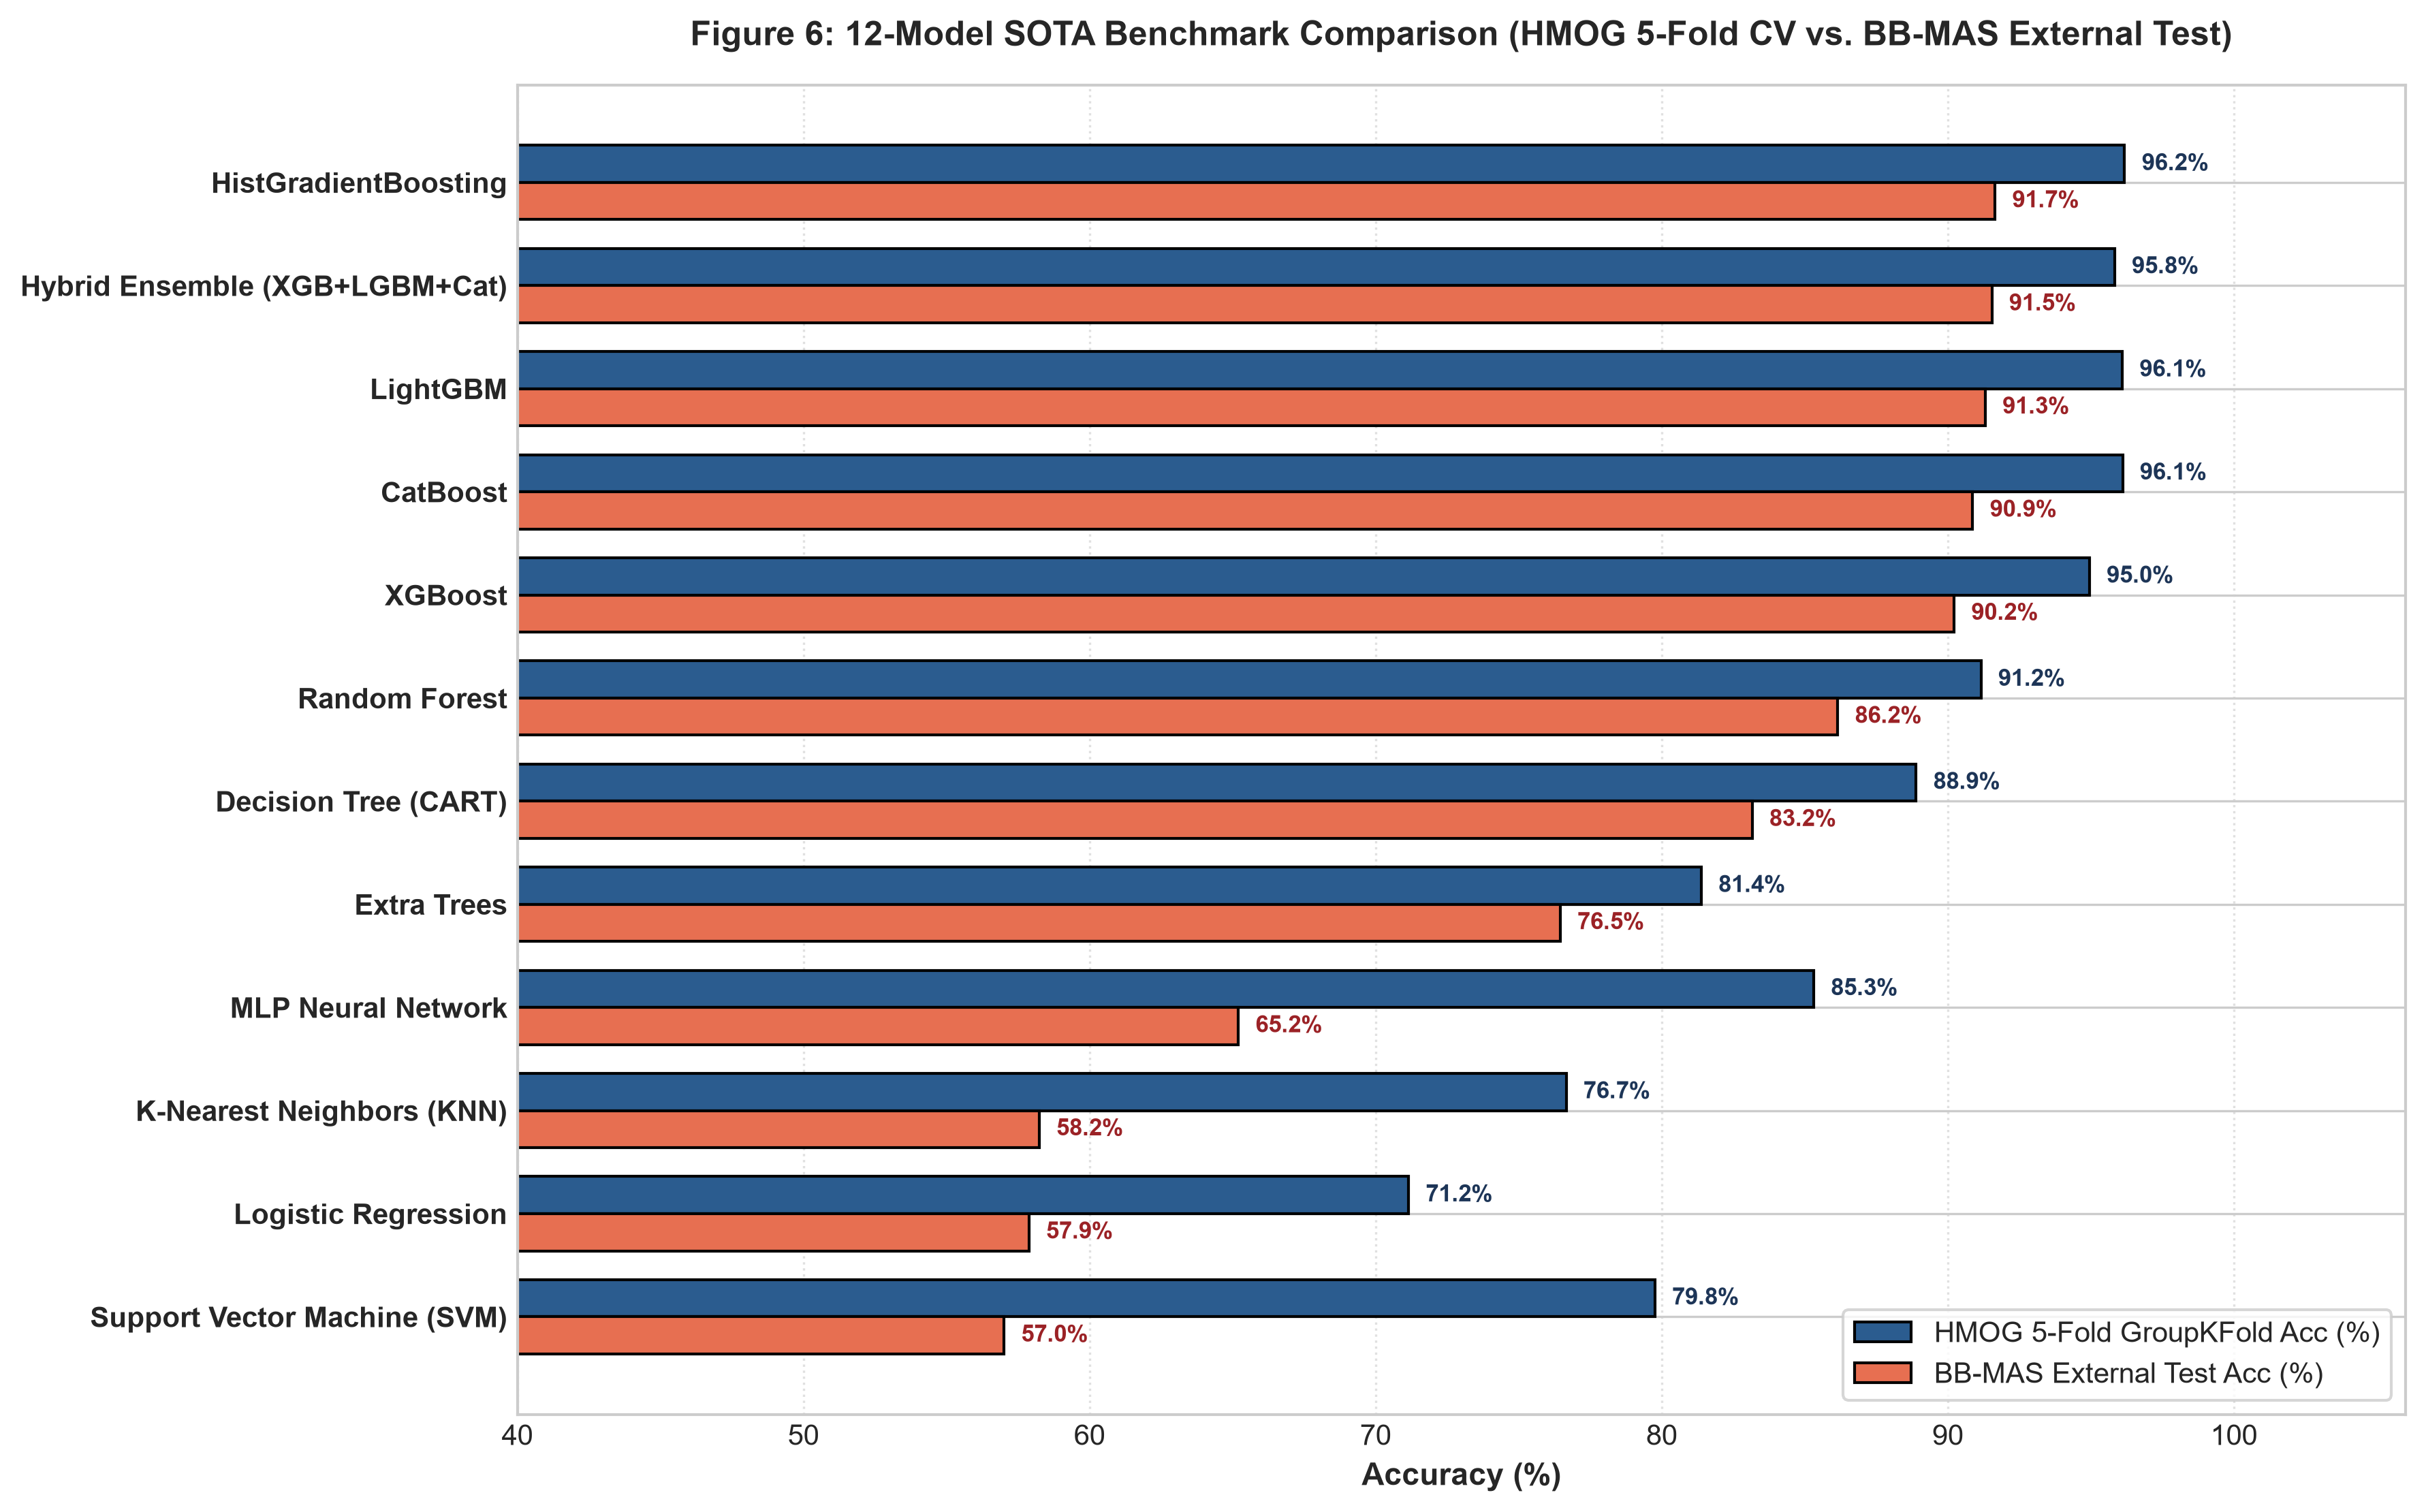 Figure 6: 12-Model SOTA Benchmark Comparison (HMOG 5-Fold CV vs. BB-MAS External Test)
HistGradientBoosting
96.2%
91.7%
Hybrid Ensemble (XGB+LGBM+Cat)
95.8%
91.5%
LightGBM
96.1%
91.3%
CatBoost
96.1%
90.9%
XGBoost
95.0%
90.2%
Random Forest
91.2%
86.2%
Decision Tree (CART)
88.9%
83.2%
Extra Trees
81.4%
76.5%
MLP Neural Network
85.3%
65.2%
K-Nearest Neighbors (KNN)
76.7%
58.2%
Logistic Regression
71.2%
57.9%
Support Vector Machine (SVM)
79.8%
57.0%
HMOG 5-Fold GroupKFold Acc (%)
BB-MAS External Test Acc (%)
40 50 60 70 80 90 100
Accuracy (%)